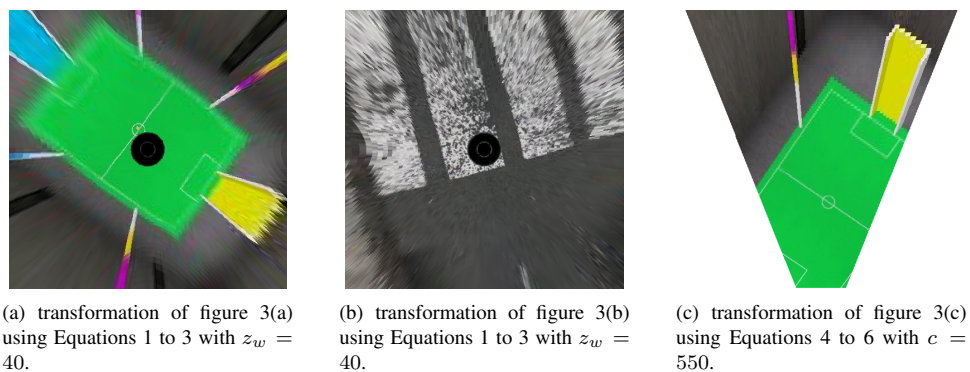 (a) transformation of figure 3(a)
using Equations 1 to 3 with z_w =
40.
(b) transformation of figure 3(b)
using Equations 1 to 3 with z_w =
40.
(c) transformation of figure 3(c)
using Equations 4 to 6 with c =
550.